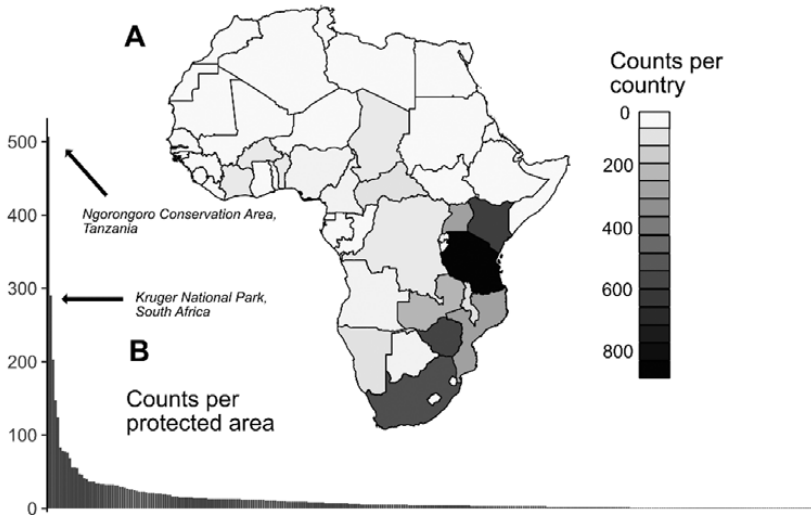 A
Counts per
country
0
200
400
600
800
500
400
300
200
100
0
Ngorongoro Conservation Area,
Tanzania
Kruger National Park,
South Africa
B
Counts per
protected area